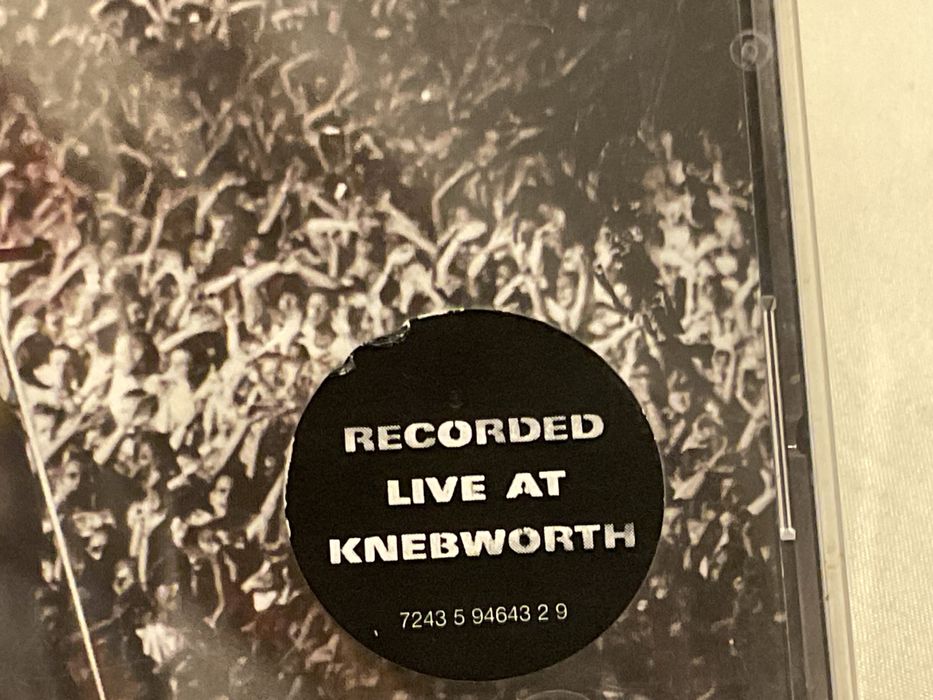 RECORDED
LIVE AT
KNEBWORTH
7243 5 94643 2 9